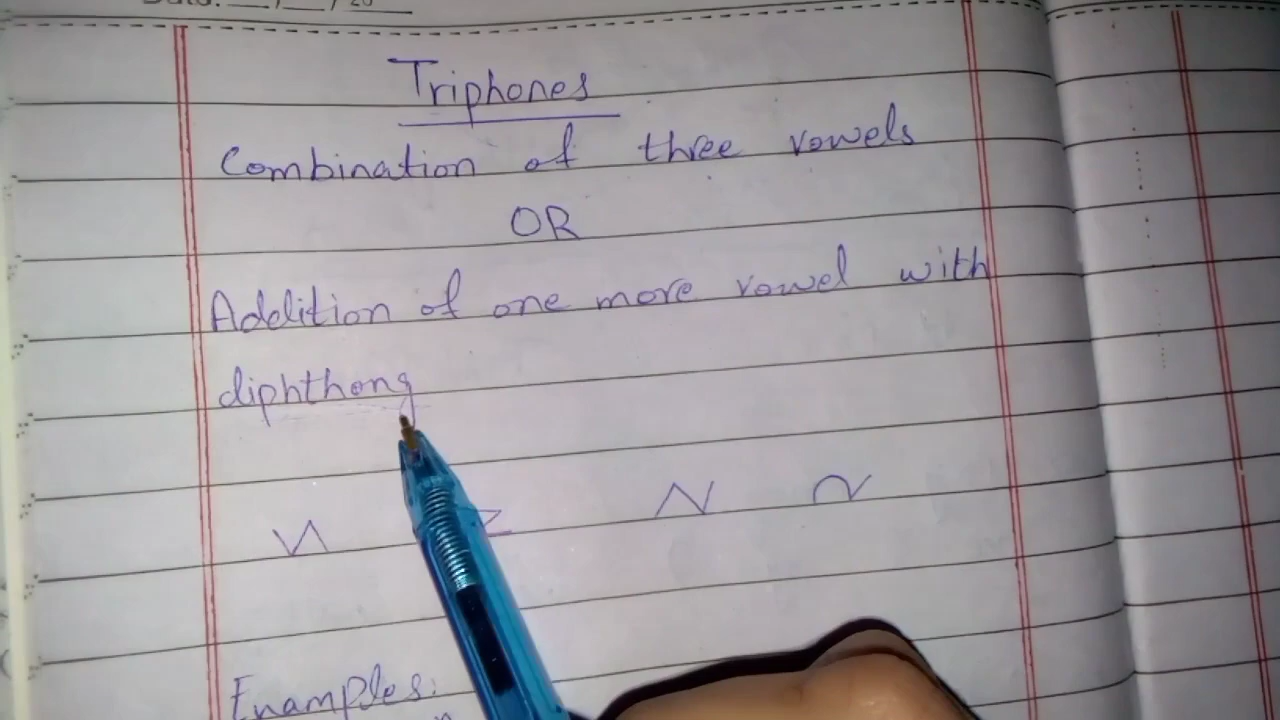 Triphones
Combination of three vowels
OR
Addition of one more vowel with
diphthong
Examples: